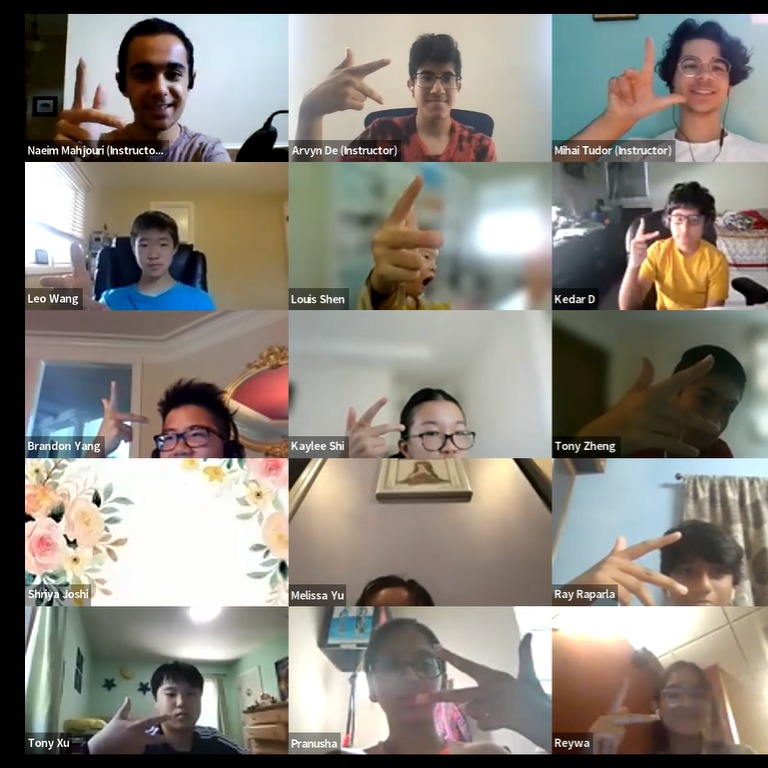 Naeim Mahjouri (Instructo...
Arvyn De (Instructor)
Mihai Tudor (Instructor)
Leo Wang
Louis Shen
Kedar D
Brandon Yang
Kaylee Shi
Tony Zheng
Shriya Joshi
Melissa Yu
Ray Raparla
Tony Xu
Pranusha
Reywa